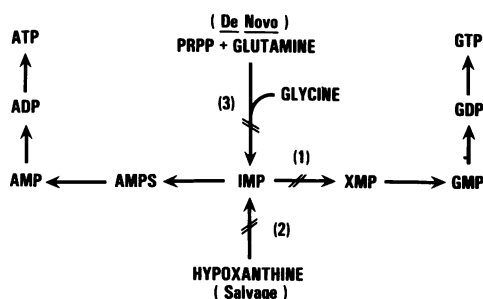 ( De Novo )
PRPP + GLUTAMINE
ATP
GTP
(3)
GLYCINE
ADP
GDP
(1)
AMP
AMPS
IMP
XMP
GMP
(2)
HYPOXANTHINE
( Salvage )